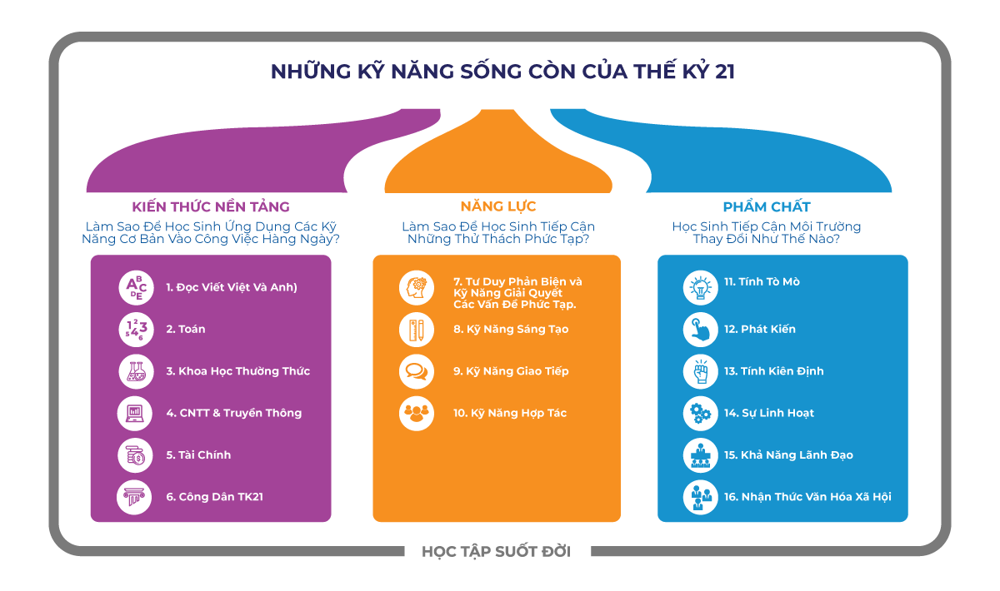 NHỮNG KỸ NĂNG SỐNG CÒN CỦA THẾ KỶ 21
KIẾN THỨC NỀN TẢNG
Làm Sao Để Học Sinh Ứng Dụng Các Kỹ
Năng Cơ Bản Vào Công Việc Hàng Ngày?
A B C D E
1. Đọc Viết Việt Và Anh)
1 2 3 5 4 6
2. Toán
3. Khoa Học Thường Thức
4. CNTT & Truyền Thông
5. Tài Chính
6. Công Dân TK21
NĂNG LỰC
Làm Sao Để Học Sinh Tiếp Cận
Những Thử Thách Phức Tạp?
7. Tư Duy Phản Biện và
Kỹ Năng Giải Quyết
Các Vấn Để Phức Tạp.
8. Kỹ Năng Sáng Tạo
9. Kỹ Năng Giao Tiếp
10. Kỹ Năng Hợp Tác
PHẨM CHẤT
Học Sinh Tiếp Cận Môi Trường
Thay Đổi Như Thế Nào?
11. Tính Tò Mò
12. Phát Kiến
13. Tính Kiên Định
14. Sự Linh Hoạt
15. Khả Năng Lãnh Đạo
16. Nhận Thức Văn Hóa Xã Hội
HỌC TẬP SUỐT ĐỜI